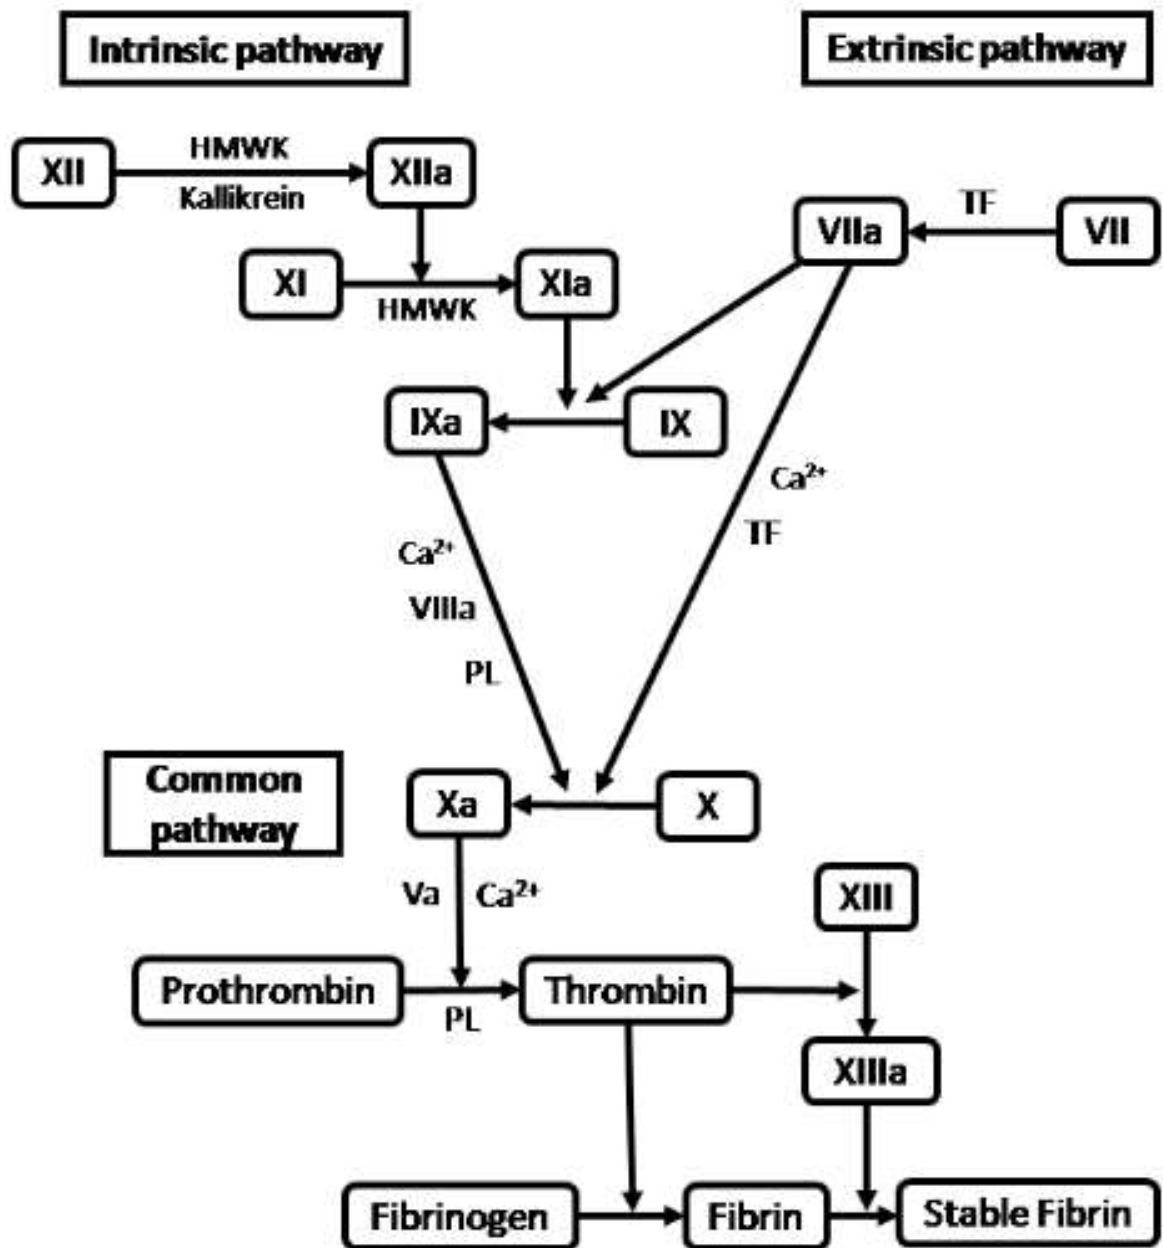 Intrinsic pathway
Extrinsic pathway
XII
HMWK
Kallikrein
XIIa
VIIa
TF
VII
XI
HMWK
XIa
IXa
IX
Ca²⁺
TF
Ca²⁺
VIIIa
PL
Common
pathway
Xa
X
Va
Ca²⁺
XIII
Prothrombin
PL
Thrombin
XIIIa
Fibrinogen
Fibrin
Stable Fibrin